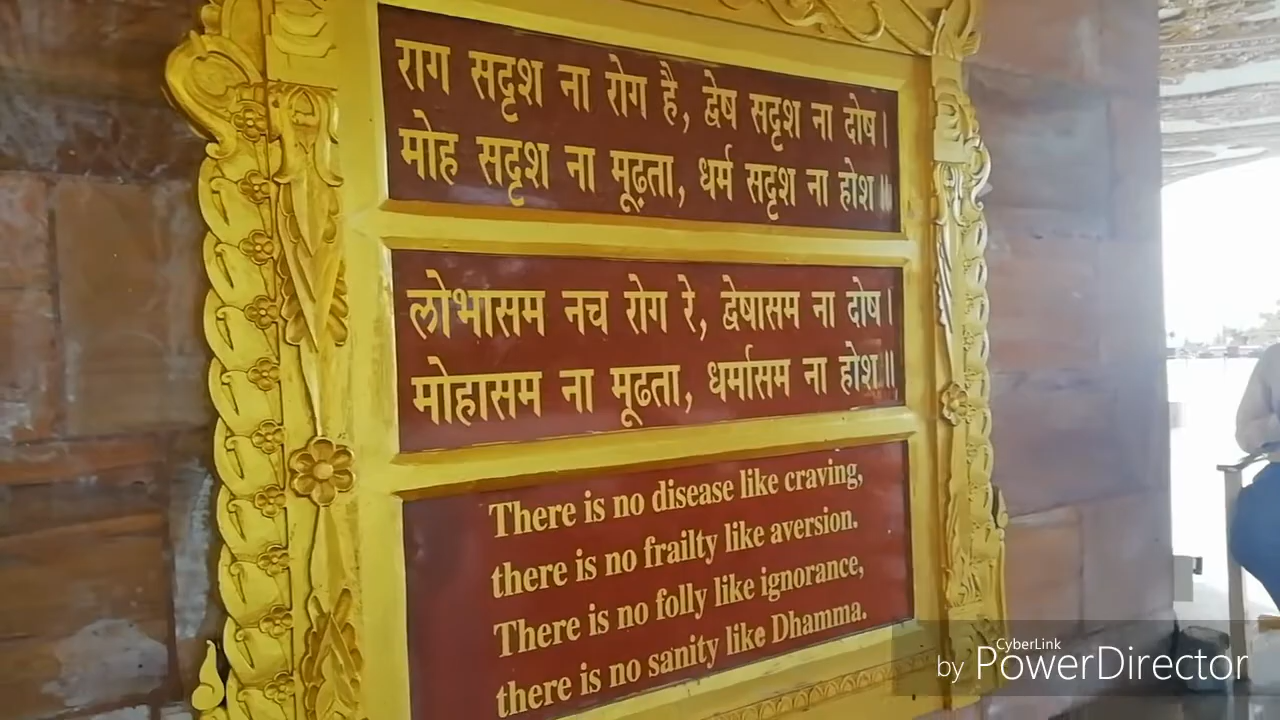 राग सदृश ना रोग है, द्वेष सदृश ना दोष।
मोह सदृश ना मूढ़ता, धर्म सदृश ना होश॥
लोभासम नच रोग रे, द्वेषासम ना दोष।
मोहासम ना मूढता, धर्मासम ना होश॥
There is no disease like craving,
there is no frailty like aversion.
There is no folly like ignorance,
there is no sanity like Dhamma.
CyberLink
by PowerDirector